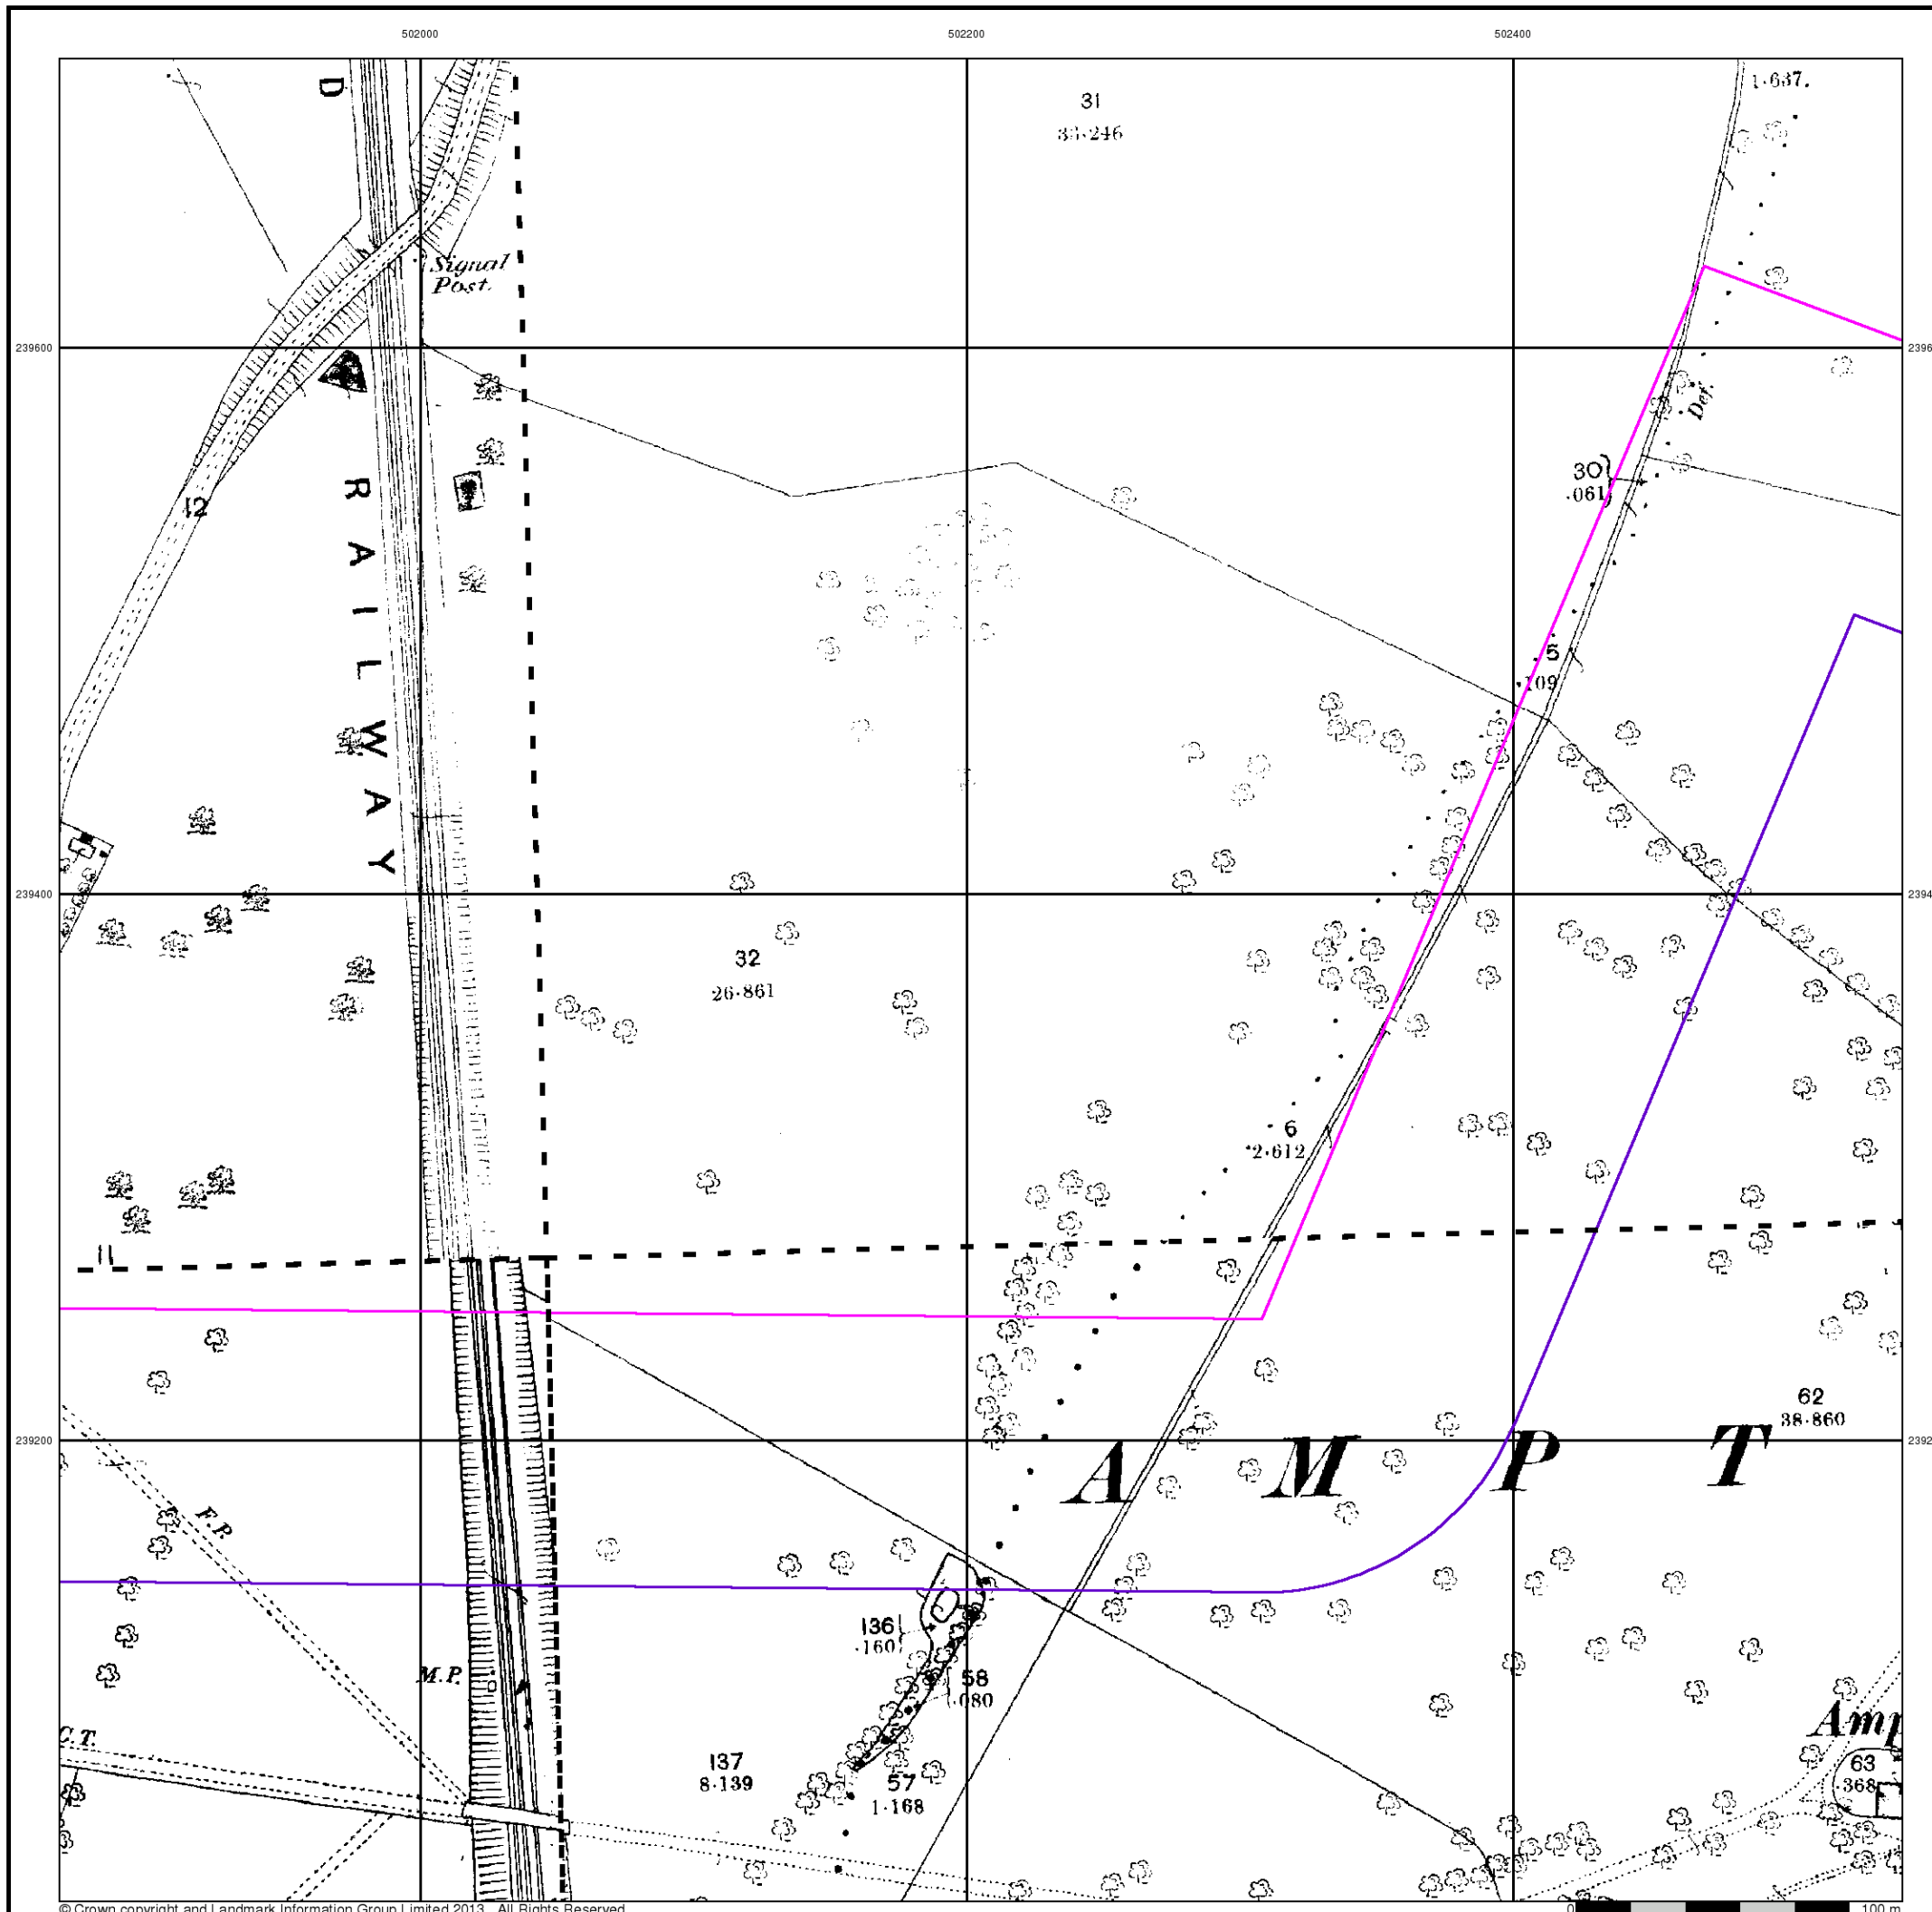 502000 502200 502400
D
31
33·246
1·637.
Signal
Post.
239600
Def.
12
RAILWAY
30
·061
5
·109
239400
32
26·861
6
2·612
11
62
38·860
239200
A M P T
F.P.
136
·160
58
·080
M.P.
C.T.
137
8·139
57
1·168
Amp
63
368
© Crown copyright and Landmark Information Group Limited 2013. All Rights Reserved.
0 100 m